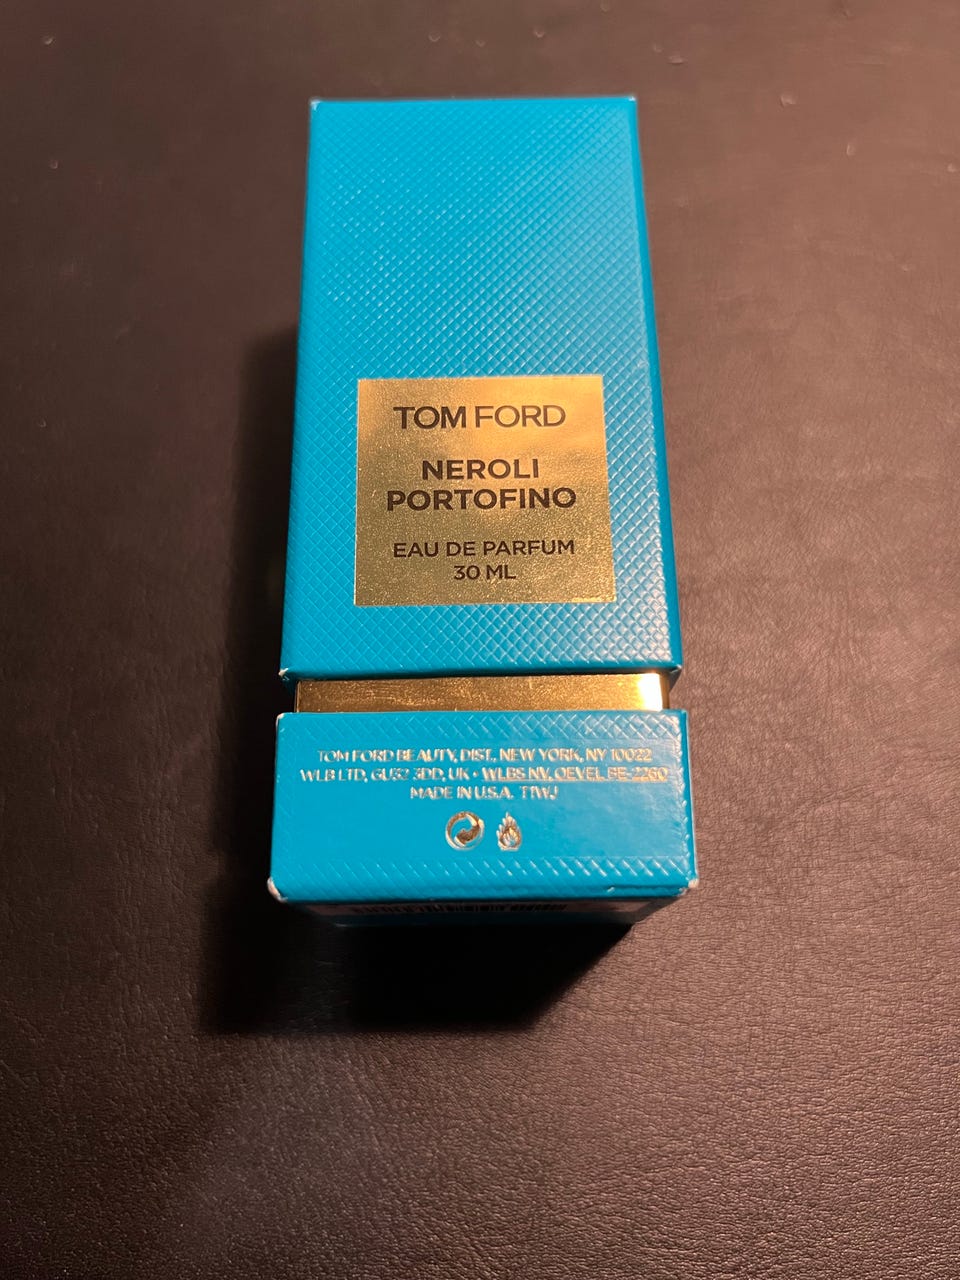 TOM FORD
NEROLI
PORTOFINO
EAU DE PARFUM
30 ML
TOM FORD BEAUTY, DIST., NEW YORK, NY 10022
WLB LTD, GU32 3DD, UK • WLBS NV, OEVEL BE-2260
MADE IN U.S.A. T1WJ